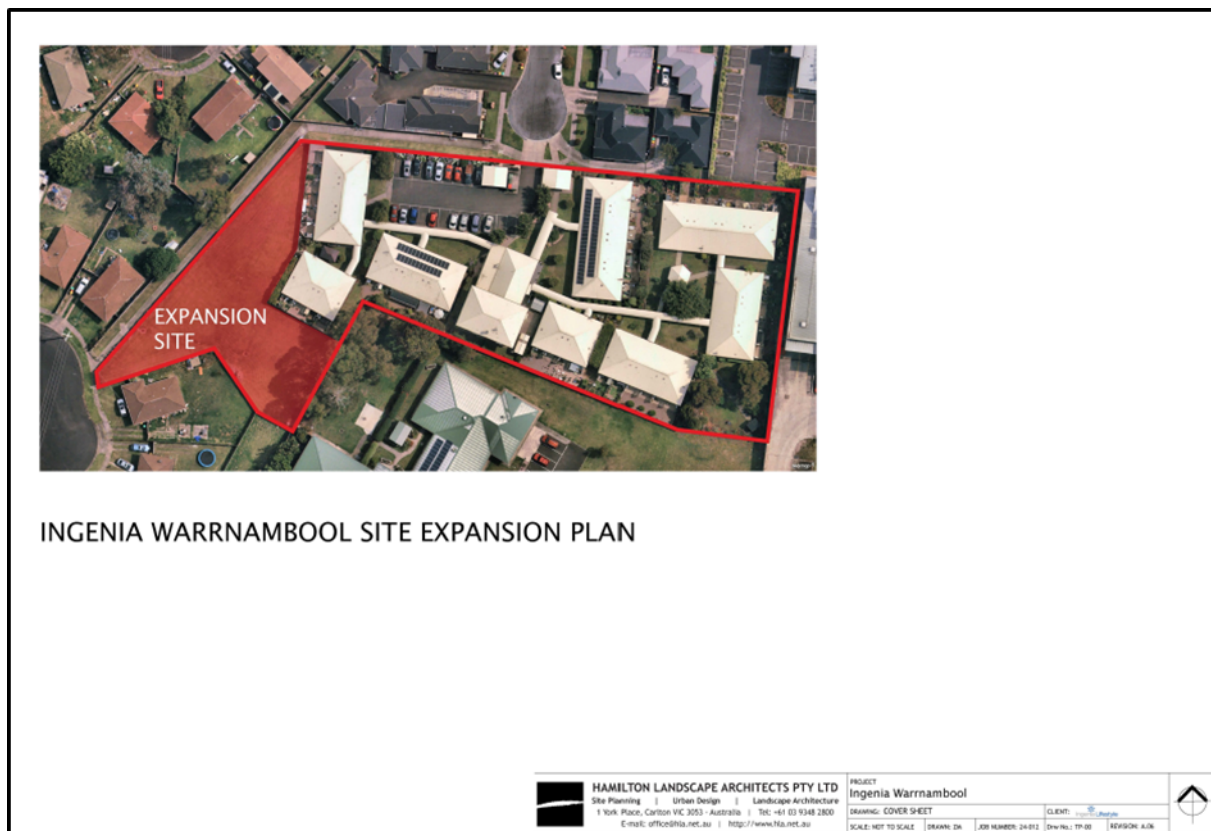 EXPANSION
SITE
INGENIA WARRNAMBOOL SITE EXPANSION PLAN
HAMILTON LANDSCAPE ARCHITECTS PTY LTD
Site Planning | Urban Design | Landscape Architecture
1 York Place, Carlton VIC 3053 - Australia | Tel: +61 03 9348 2800
E-mail: office@hla.net.au | http://www.hla.net.au
PROJECT
Ingenia Warrnambool
DRAWING: COVER SHEET
CLIENT: Ingenia Lifestyle
SCALE: NOT TO SCALE
DRAWN: DA
JOB NUMBER: 24-012
Drw No.: TP-00
REVISION: A.06